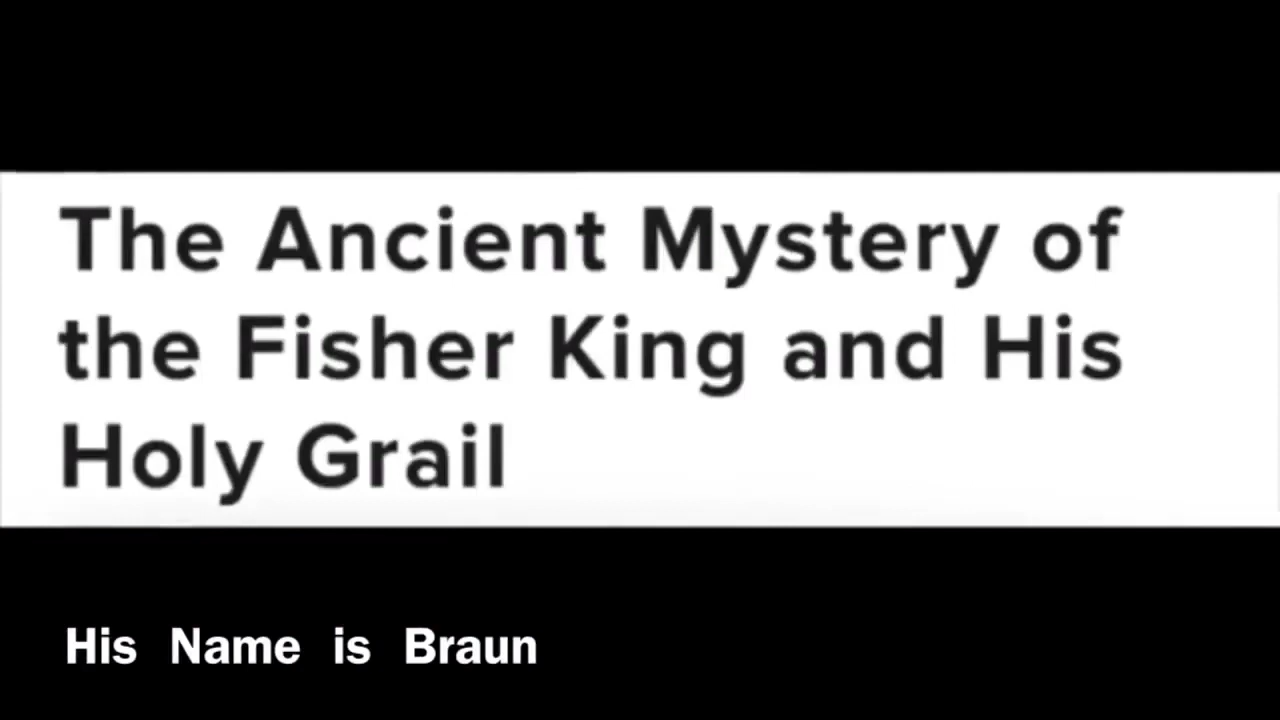 The Ancient Mystery of
the Fisher King and His
Holy Grail
His Name is Braun